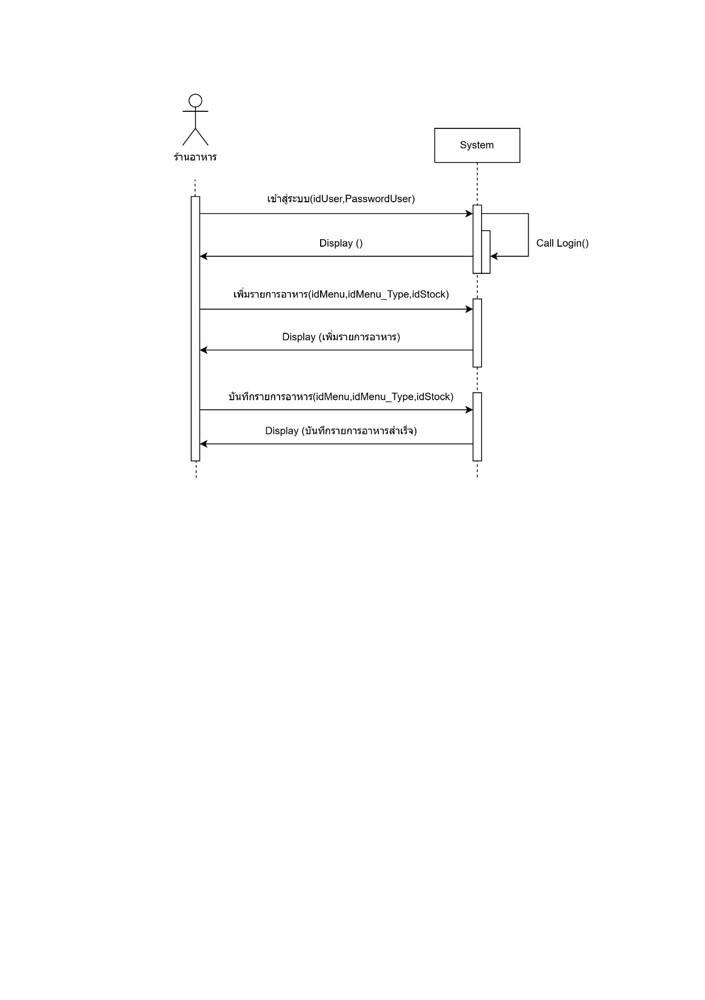 ร้านอาหาร
System
เข้าสู่ระบบ(idUser,PasswordUser)
Display ()
Call Login()
เพิ่มรายการอาหาร(idMenu,idMenu_Type,idStock)
Display (เพิ่มรายการอาหาร)
บันทึกรายการอาหาร(idMenu,idMenu_Type,idStock)
Display (บันทึกรายการอาหารสำเร็จ)